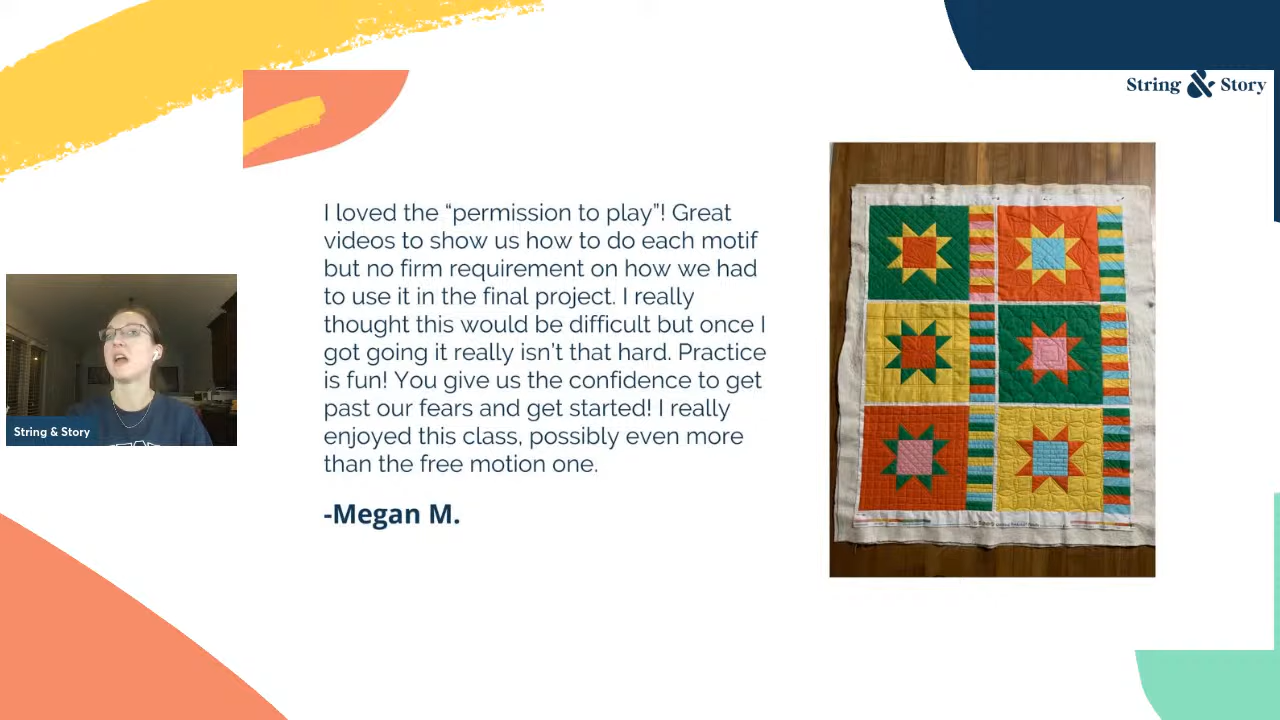 String & Story
I loved the “permission to play”! Great
videos to show us how to do each motif
but no firm requirement on how we had
to use it in the final project. I really
thought this would be difficult but once I
got going it really isn’t that hard. Practice
is fun! You give us the confidence to get
past our fears and get started! I really
enjoyed this class, possibly even more
than the free motion one.
-Megan M.
String & Story